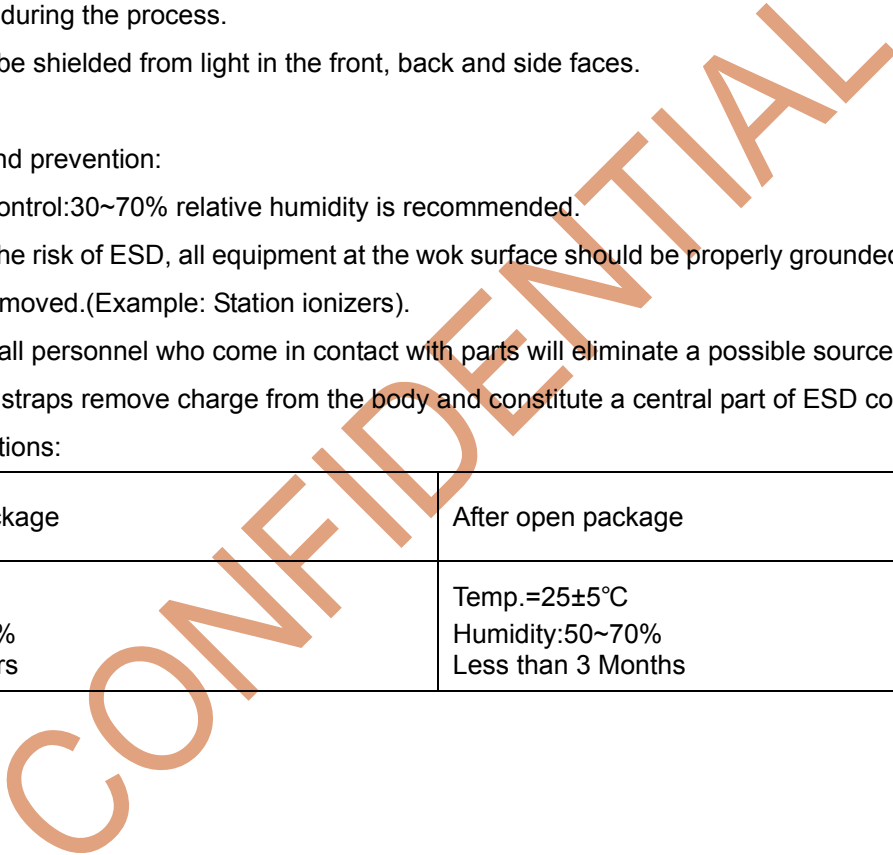 during the process.
be shielded from light in the front, back and side faces.
nd prevention:
ontrol:30~70% relative humidity is recommended.
he risk of ESD, all equipment at the wok surface should be properly grounded
moved.(Example: Station ionizers).
all personnel who come in contact with parts will eliminate a possible source
straps remove charge from the body and constitute a central part of ESD co
tions:
ckage After open package
Temp.=25±5℃
% Humidity:50~70%
rs Less than 3 Months
CONFIDENTIAL